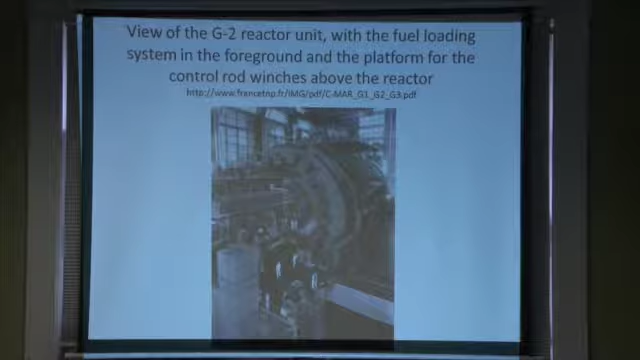 View of the G-2 reactor unit, with the fuel loading
system in the foreground and the platform for the
control rod winches above the reactor
http://www.francetnp.fr/IMG/pdf/C-MAR_G1_G2_G3.pdf